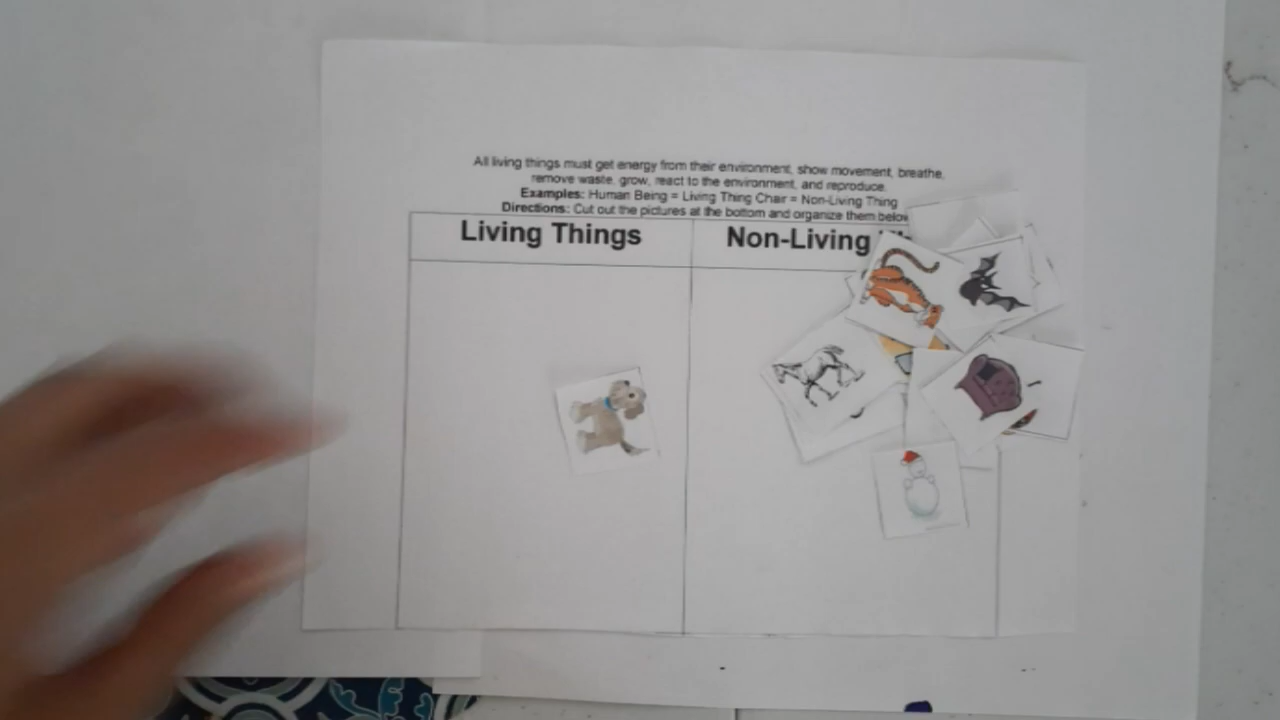 All living things must get energy from their environment, show movement, breathe,
remove waste, grow, react to the environment, and reproduce.
Examples: Human Being = Living Thing Chair = Non-Living Thing
Directions: Cut out the pictures at the bottom and organize them below
Living Things
Non-Living